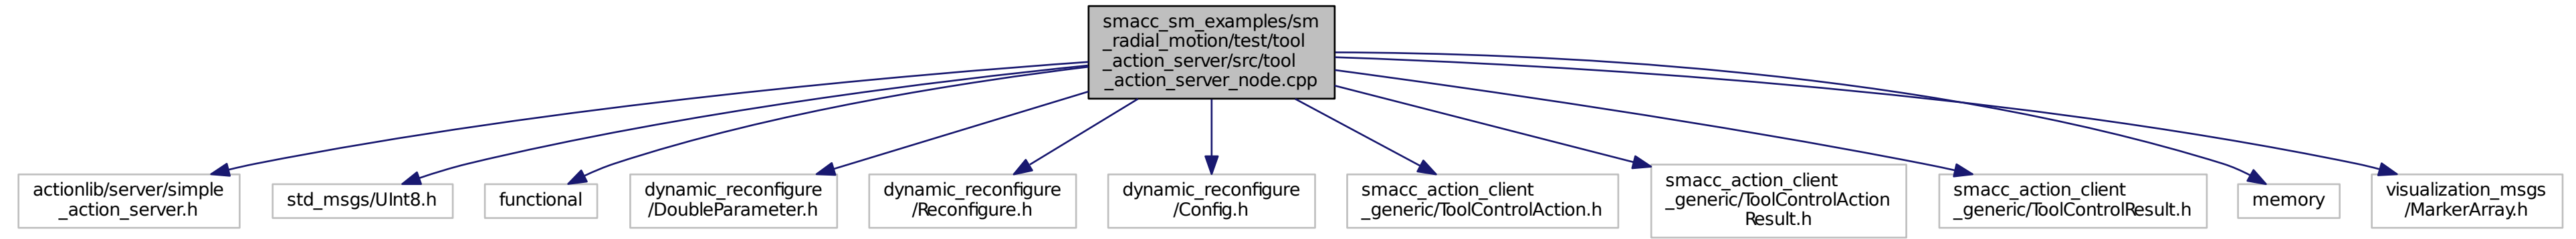 smacc_sm_examples/sm
_radial_motion/test/tool
_action_server/src/tool
_action_server_node.cpp
actionlib/server/simple
_action_server.h
std_msgs/UInt8.h
functional
dynamic_reconfigure
/DoubleParameter.h
dynamic_reconfigure
/Reconfigure.h
dynamic_reconfigure
/Config.h
smacc_action_client
_generic/ToolControlAction.h
smacc_action_client
_generic/ToolControlAction
Result.h
smacc_action_client
_generic/ToolControlResult.h
memory
visualization_msgs
/MarkerArray.h